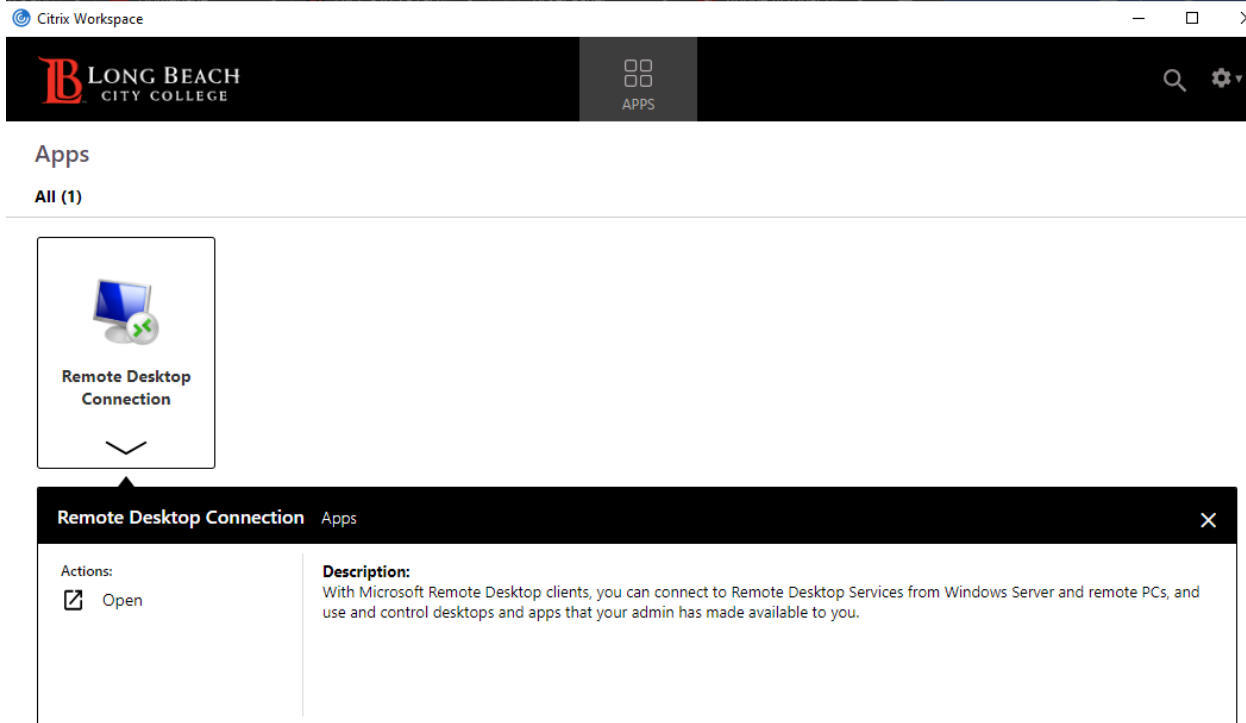 Citrix Workspace
LONG BEACH
CITY COLLEGE
APPS
Apps
All (1)
Remote Desktop
Connection
Remote Desktop Connection Apps
Actions:
Open
Description:
With Microsoft Remote Desktop clients, you can connect to Remote Desktop Services from Windows Server and remote PCs, and
use and control desktops and apps that your admin has made available to you.